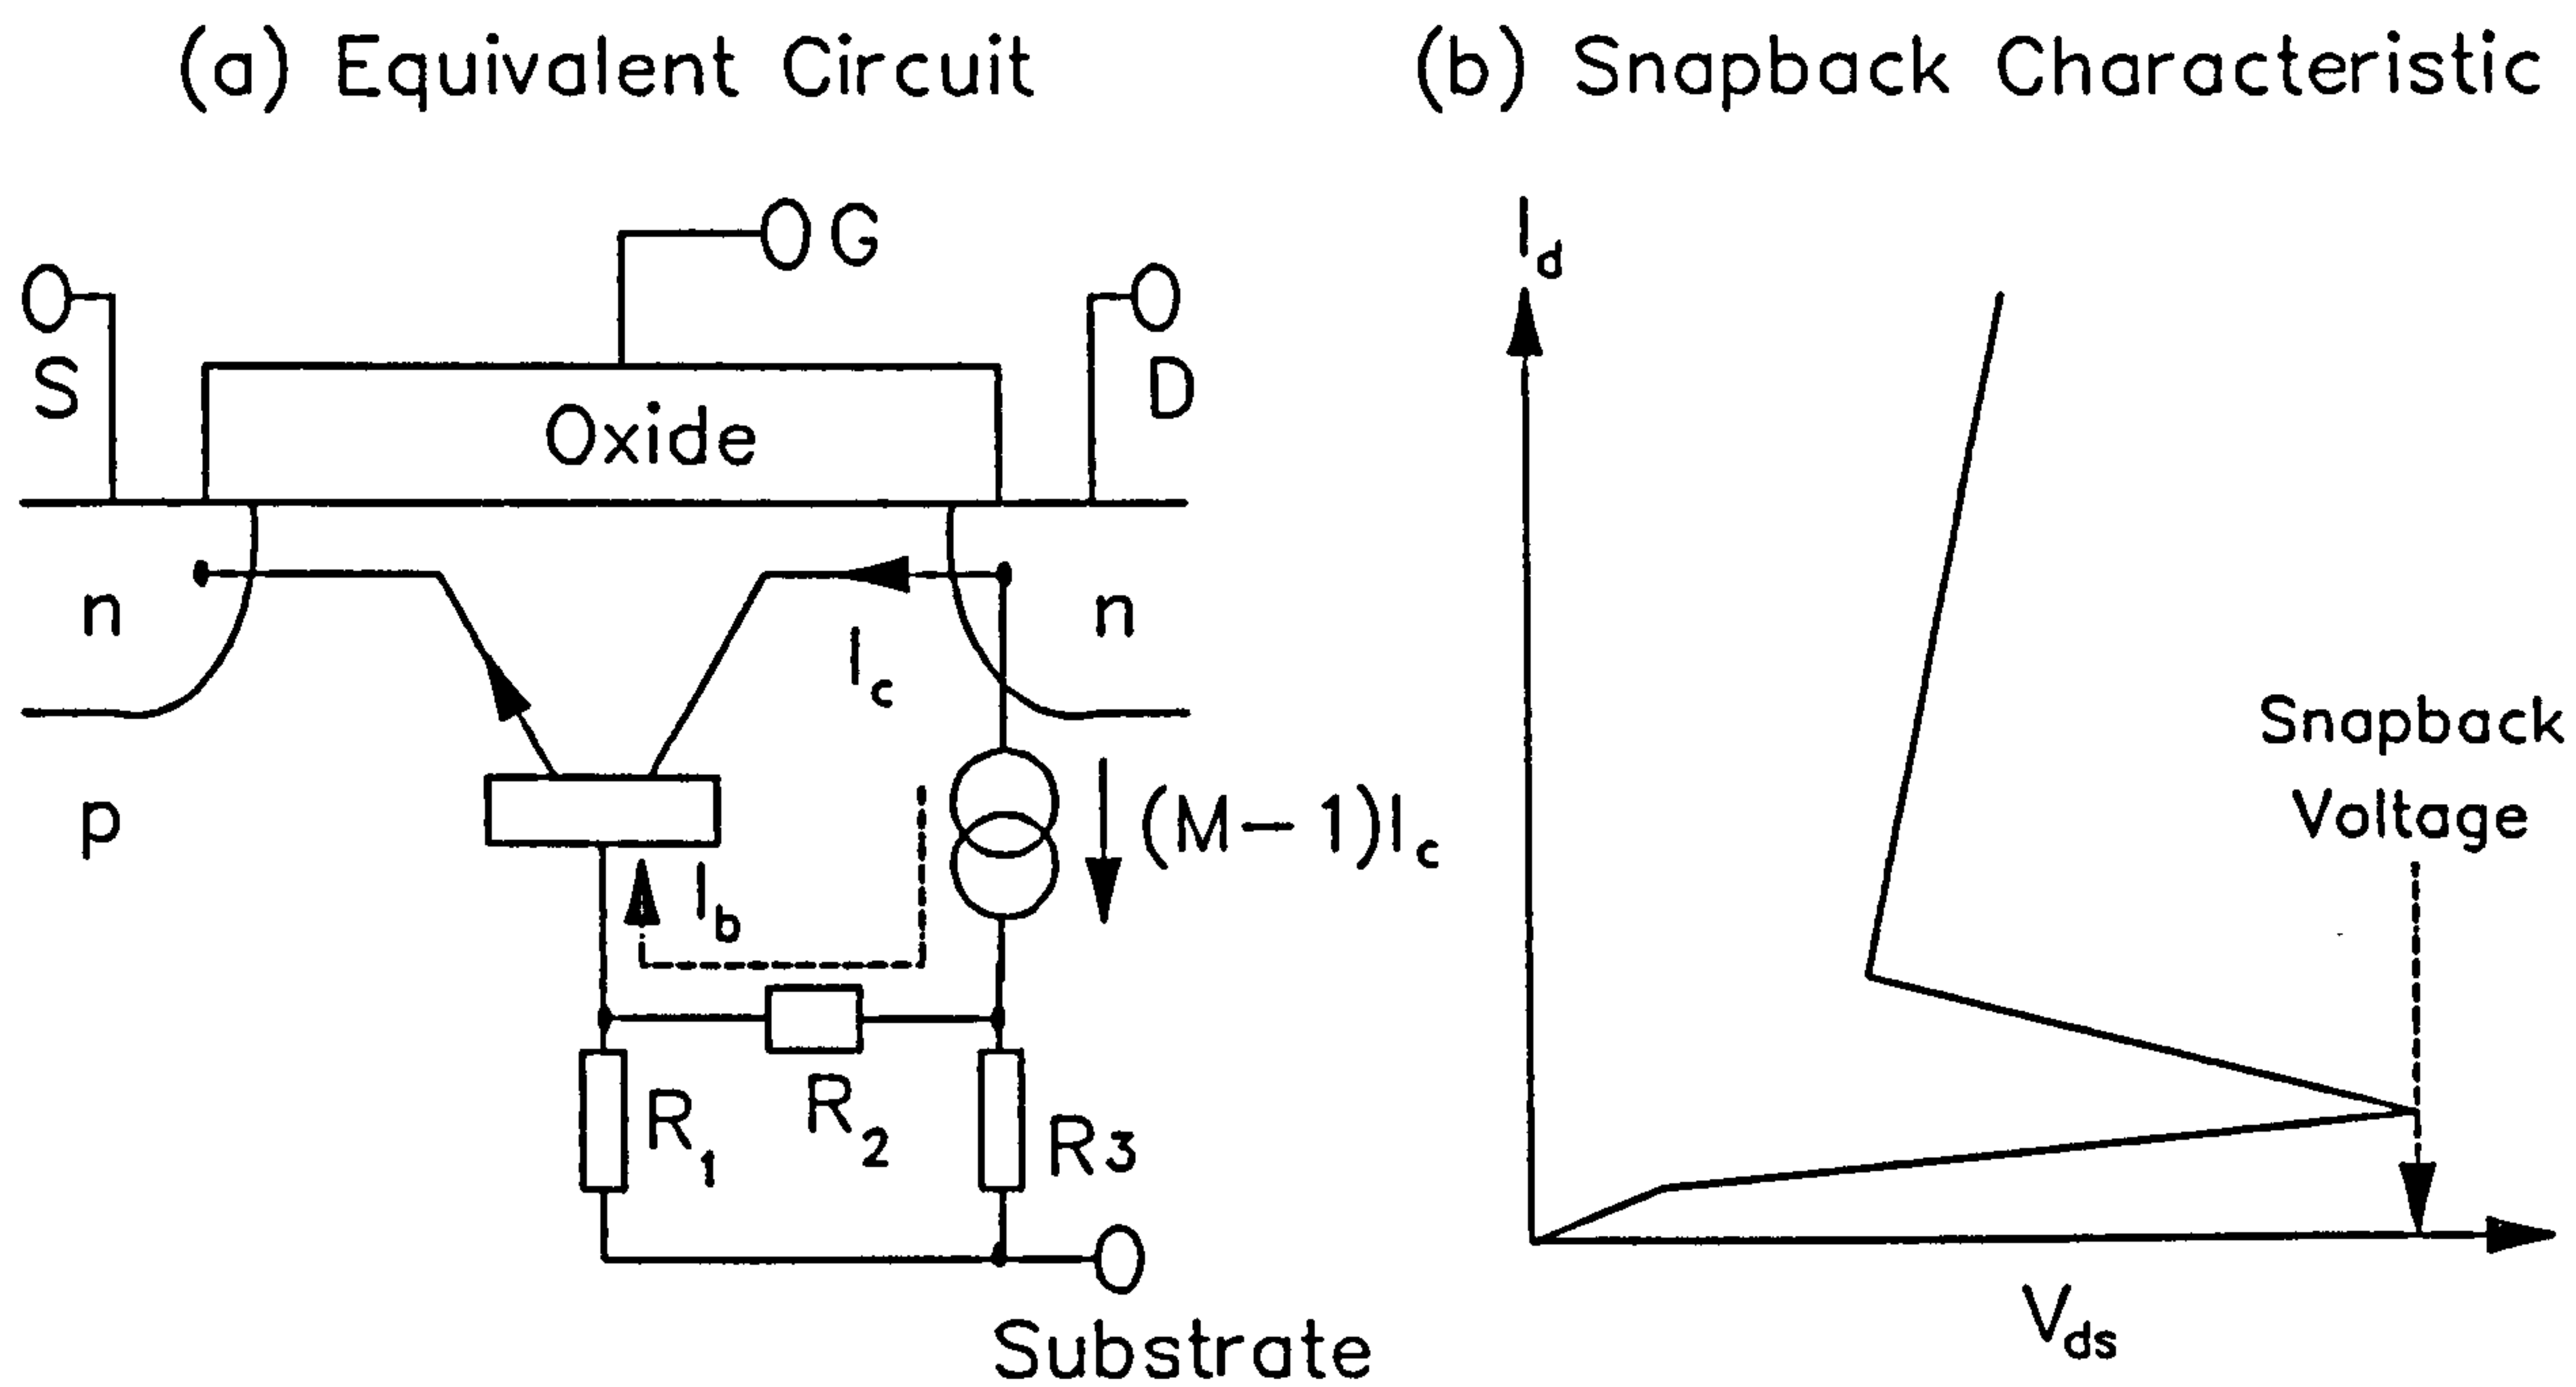 (a) Equivalent Circuit
(b) Snapback Characteristic
G
S
D
Oxide
n
n
p
I_c
(M-1)I_c
I_b
R_1
R_2
R3
Substrate
I_d
Snapback
Voltage
V_ds